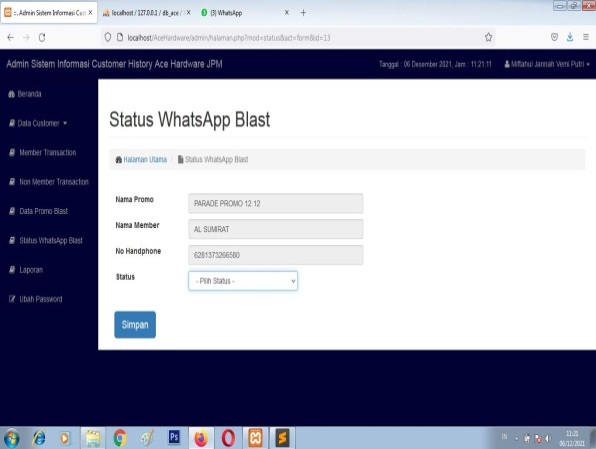 :. Admin Sistem Informasi Cus
localhost / 127.0.0.1 / db_ace /
(3) WhatsApp
localhost/AceHardware/admin/halaman.php?mod=status&act=form&id=13
Admin Sistem Informasi Customer History Ace Hardware JPM
Tanggal : 06 Desember 2021, Jam : 11:21:11
Miftahul Jannah Verni Putri
Beranda
Data Customer
Member Transaction
Non Member Transaction
Data Promo Blast
Status WhatsApp Blast
Laporan
Ubah Password
Status WhatsApp Blast
Halaman Utama / Status WhatsApp Blast
Nama Promo
PARADE PROMO 12.12
Nama Member
AL SUMIRAT
No Handphone
6281373266580
Status
- Pilih Status -
Simpan
Ps
IN
11:21
06/12/2021